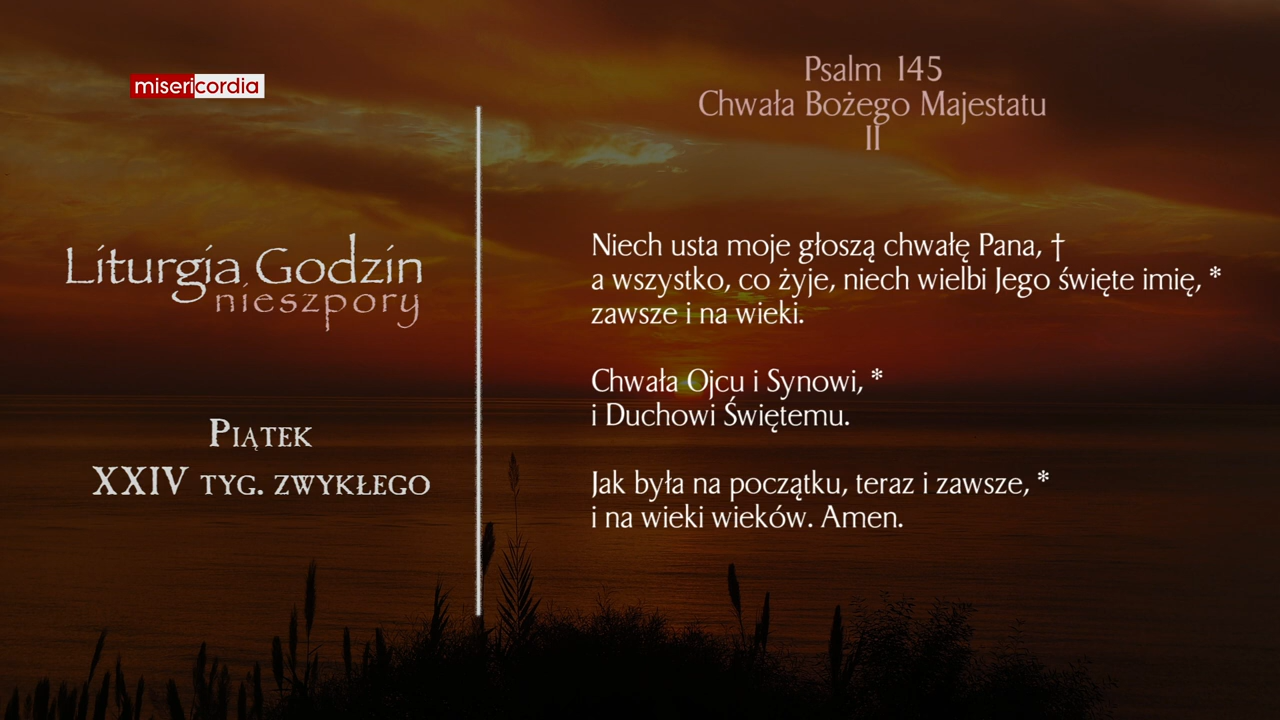 misericordia
Liturgia Godzin
nieszpory
Piątek
XXIV tyg. zwykłego
Psalm 145
Chwała Bożego Majestatu
II
Niech usta moje głoszą chwałę Pana, †
a wszystko, co żyje, niech wielbi Jego święte imię, *
zawsze i na wieki.
Chwała Ojcu i Synowi, *
i Duchowi Świętemu.
Jak była na początku, teraz i zawsze, *
i na wieki wieków. Amen.